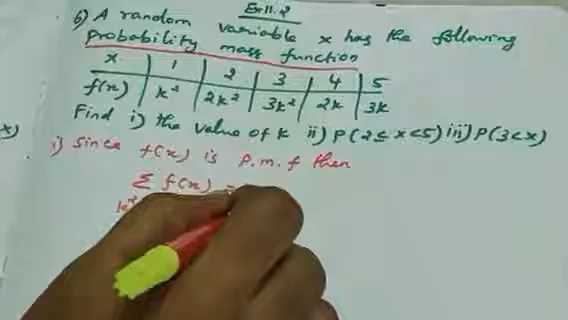 Ex 11.2
6) A random variable x has the following
probability mass function
x 1 2 3 4 5
f(x) k² 2k² 3k² 2k 3k
Find i) the value of k ii) P(2≤x<5) iii) P(3<x)
x)
i) Since f(x) is p.m.f then
Σ f(x) =
k²